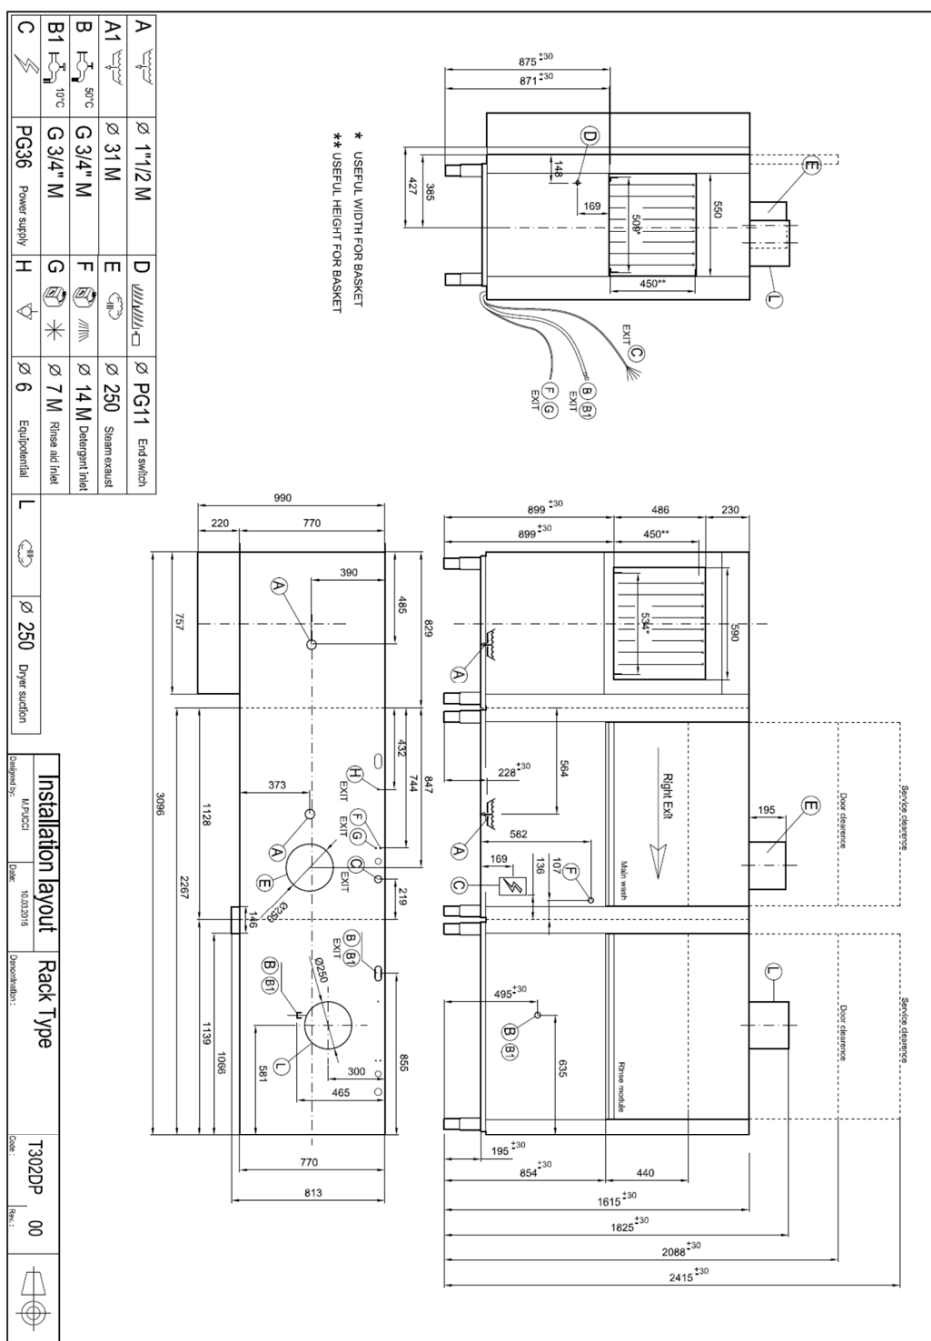 875 ±30
871 ±30
148
169
385
427
550
509*
450**
D
E
L
EXIT C
B B1
EXIT
F G
EXIT
* USEFUL WIDTH FOR BASKET
** USEFUL HEIGHT FOR BASKET
A Ø 1"1/2 M D Ø PG11 End switch
A1 Ø 31 M E Ø 250 Steam exhaust
B 50°C G 3/4" M F Ø 14 M Detergent inlet
B1 10°C G 3/4" M G Ø 7 M Rinse aid inlet
C PG36 Power supply H Ø 6 Equipotential L Ø 250 Dryer suction
990
220
770
390
485
829
757
A
432
744
847
373
H
EXIT
F
G
EXIT
C
EXIT
A
E
Ø250
219
146
1128
2267
3096
B B1
EXIT
B B1
Ø250
L
300
465
581
855
1139
1066
770
813
899 ±30
486
230
899 ±30
450**
534*
590
A
228 ±30
564
A
582
169
136
107
C
F
Right Exit
Main wash
195
E
Door clearence
Service clearence
495 ±30
B B1
635
L
Rinse module
Door clearence
Service clearence
195 ±30
854 ±30
440
1615 ±30
1825 ±30
2088 ±30
2415 ±30
Installation layout Rack Type T302DP 00
Designed by: M.PUCCI Date: 10.03.2016 Denomination : Code : Rev. :